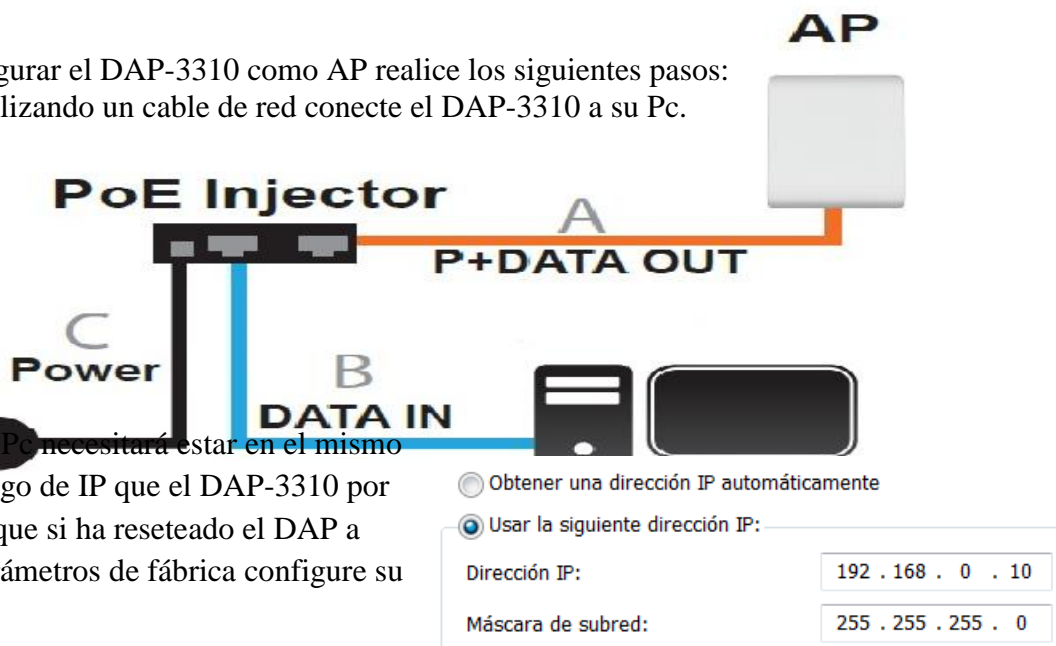 AP
gurar el DAP-3310 como AP realice los siguientes pasos:
lizando un cable de red conecte el DAP-3310 a su Pc.
PoE Injector
A
P+DATA OUT
C
Power
B
DATA IN
Pc necesitará estar en el mismo
go de IP que el DAP-3310 por
que si ha reseteado el DAP a
ámetros de fábrica configure su
Obtener una dirección IP automáticamente
Usar la siguiente dirección IP:
Dirección IP: 192 . 168 . 0 . 10
Máscara de subred: 255 . 255 . 255 . 0